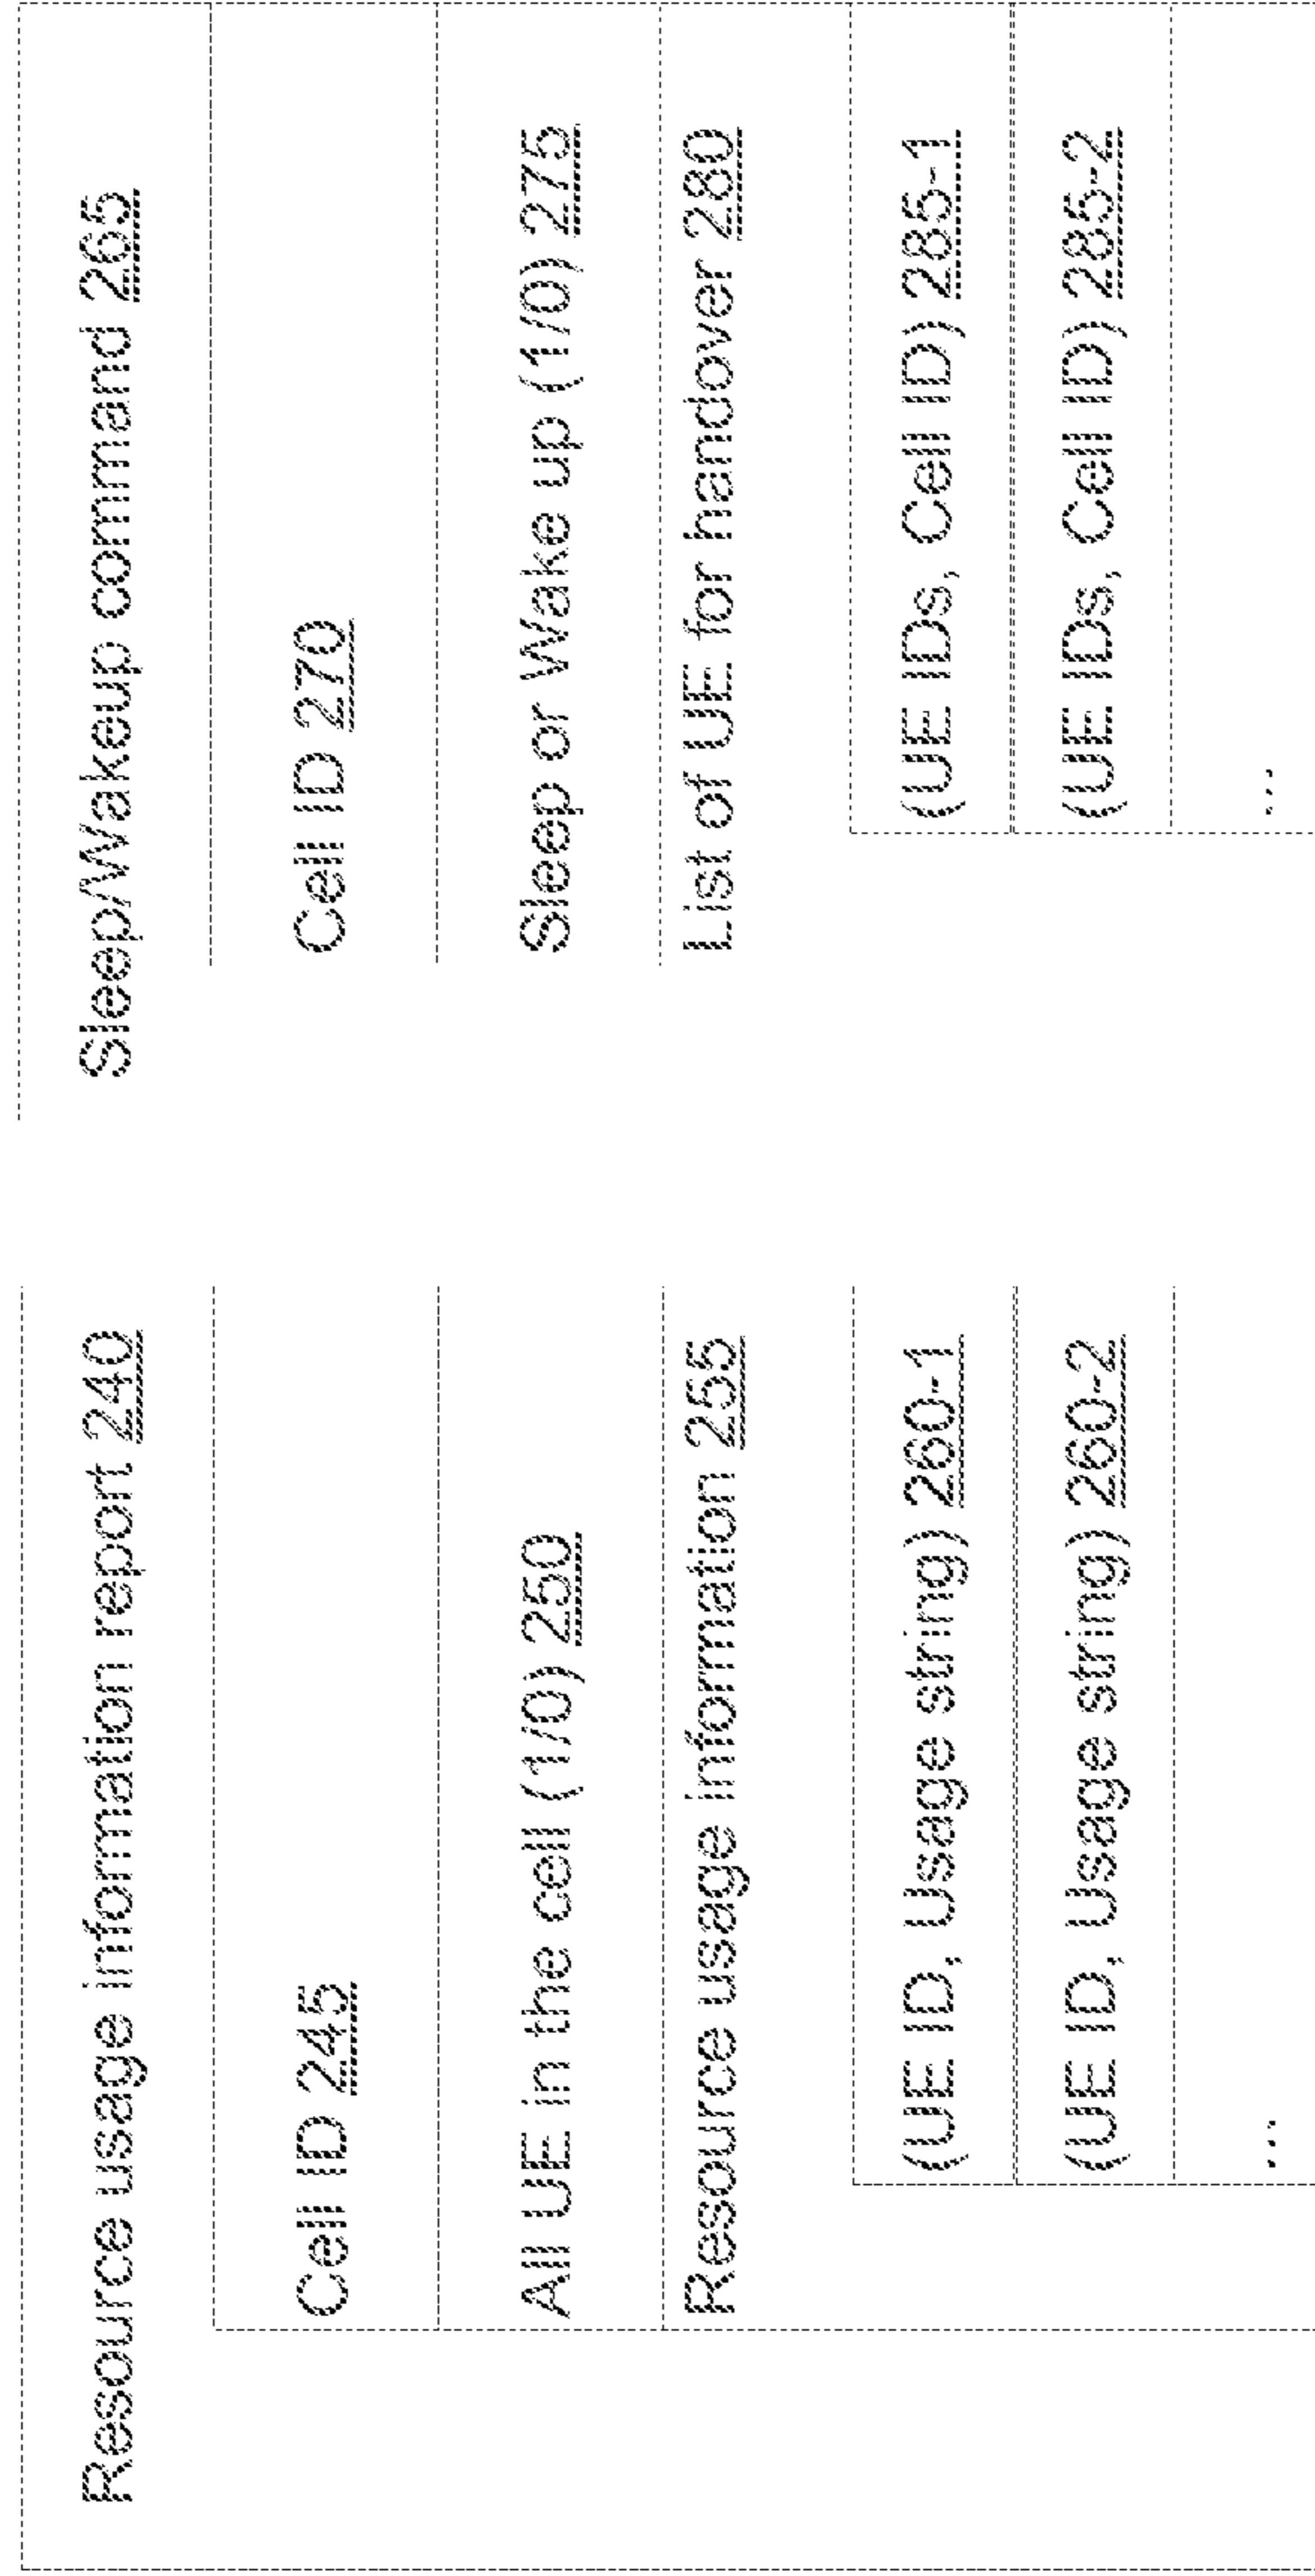 Resource usage information report 240
Cell ID 245
All UE in the cell (1/0) 250
Resource usage information 255
(UE ID, Usage string) 260-1
(UE ID, Usage string) 260-2
...
Sleep/Wakeup command 265
Cell ID 270
Sleep or Wake up (1/0) 275
List of UE for handover 280
(UE IDs, Cell ID) 285-1
(UE IDs, Cell ID) 285-2
...